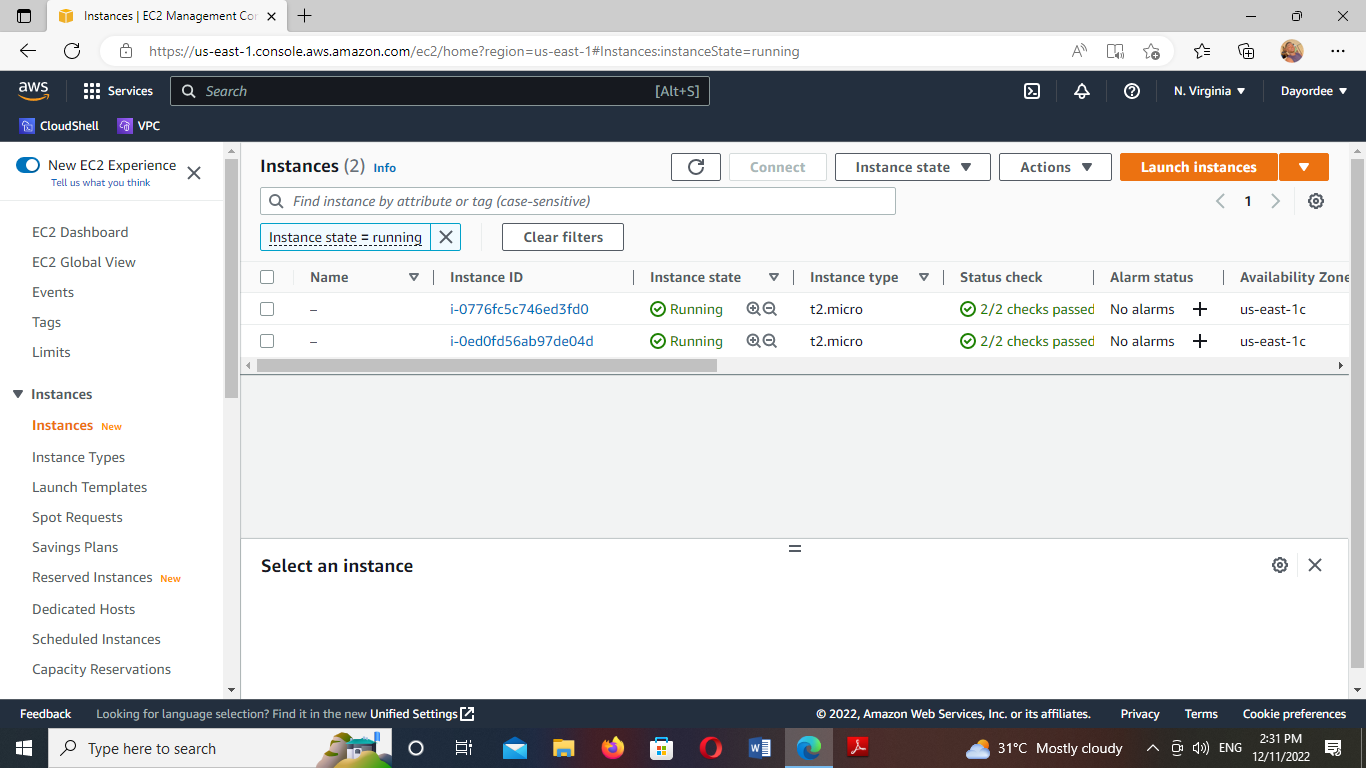 Instances | EC2 Management Con
https://us-east-1.console.aws.amazon.com/ec2/home?region=us-east-1#Instances:instanceState=running
aws
Services
Search [Alt+S]
N. Virginia
Dayordee
CloudShell
VPC
New EC2 Experience
Tell us what you think
EC2 Dashboard
EC2 Global View
Events
Tags
Limits
Instances
Instances New
Instance Types
Launch Templates
Spot Requests
Savings Plans
Reserved Instances New
Dedicated Hosts
Scheduled Instances
Capacity Reservations
Instances (2) Info
Connect
Instance state
Actions
Launch instances
Find instance by attribute or tag (case-sensitive)
1
Instance state = running
Clear filters
Name Instance ID Instance state Instance type Status check Alarm status Availability Zone
– i-0776fc5c746ed3fd0 Running t2.micro 2/2 checks passed No alarms + us-east-1c
– i-0ed0fd56ab97de04d Running t2.micro 2/2 checks passed No alarms + us-east-1c
Select an instance
Feedback Looking for language selection? Find it in the new Unified Settings
© 2022, Amazon Web Services, Inc. or its affiliates. Privacy Terms Cookie preferences
Type here to search
31°C Mostly cloudy
ENG
2:31 PM
12/11/2022